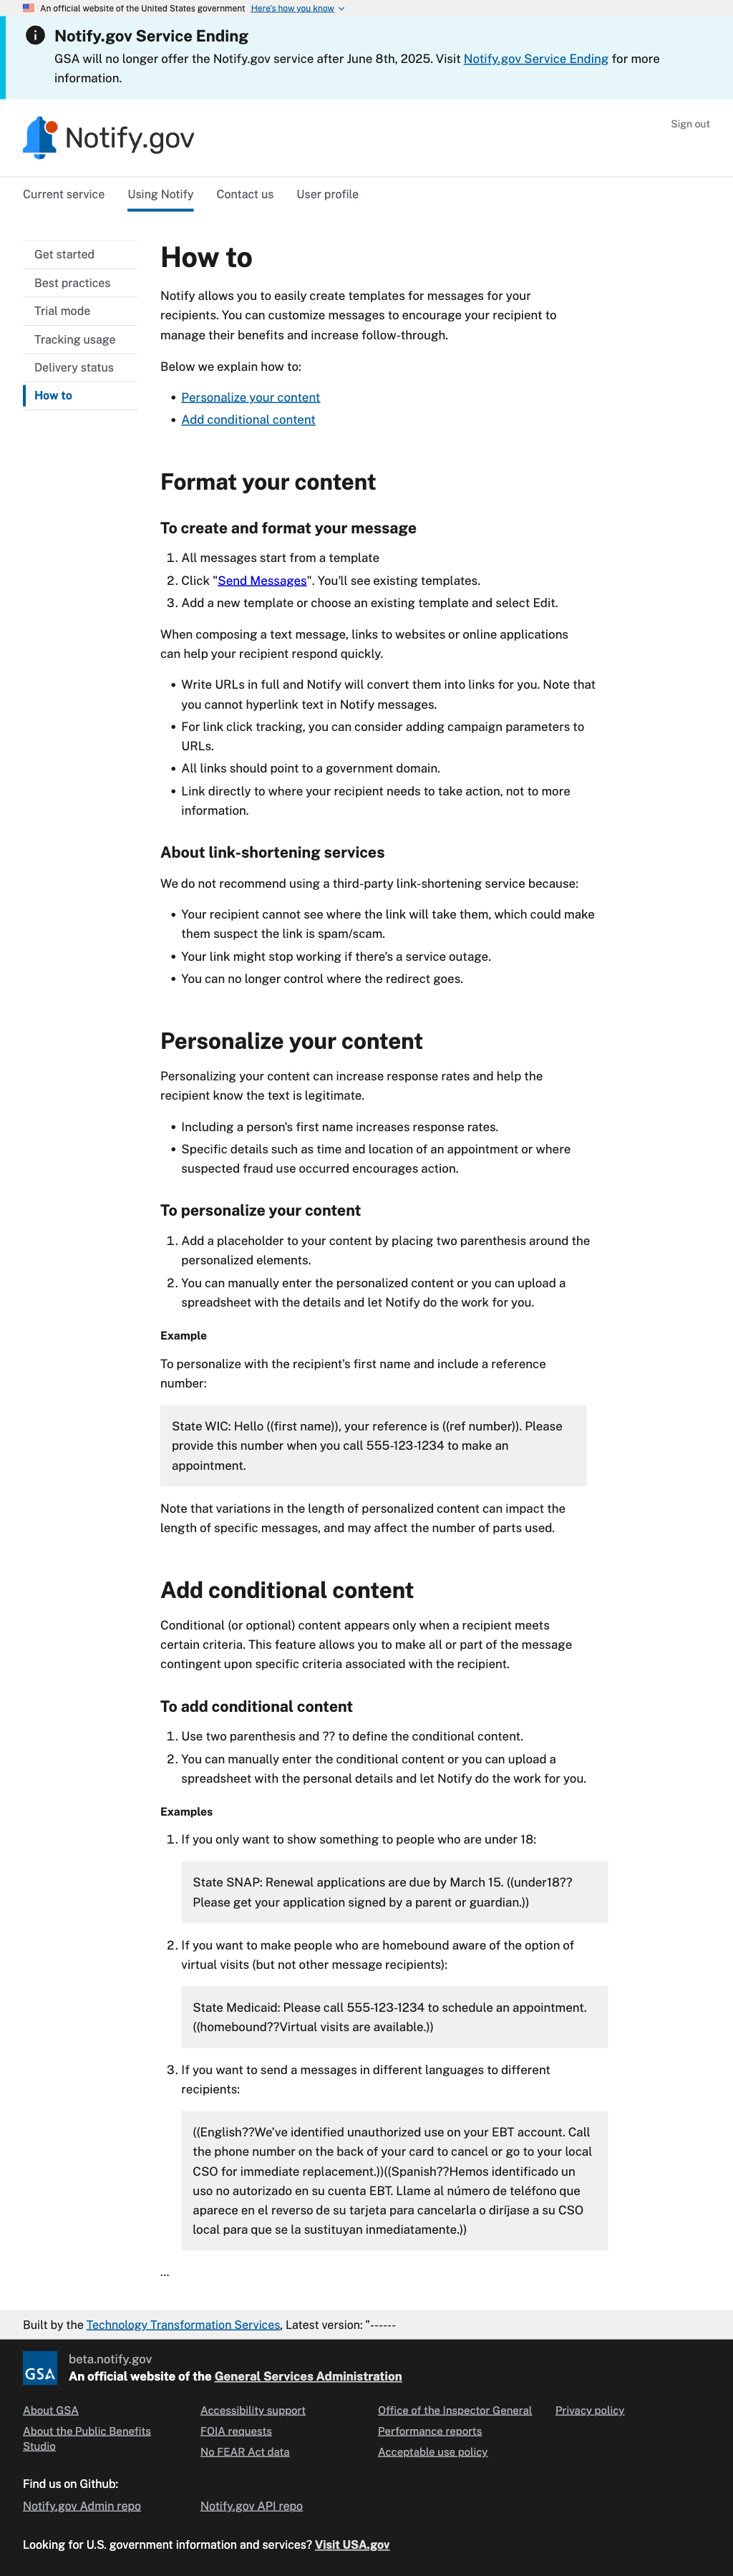 An official website of the United States government Here's how you know
Notify.gov Service Ending
GSA will no longer offer the Notify.gov service after June 8th, 2025. Visit Notify.gov Service Ending for more
information.
Notify.gov
Sign out
Current service Using Notify Contact us User profile
Get started
Best practices
Trial mode
Tracking usage
Delivery status
How to
How to
Notify allows you to easily create templates for messages for your
recipients. You can customize messages to encourage your recipient to
manage their benefits and increase follow-through.
Below we explain how to:
• Personalize your content
• Add conditional content
Format your content
To create and format your message
1. All messages start from a template
2. Click "Send Messages". You'll see existing templates.
3. Add a new template or choose an existing template and select Edit.
When composing a text message, links to websites or online applications
can help your recipient respond quickly.
• Write URLs in full and Notify will convert them into links for you. Note that
you cannot hyperlink text in Notify messages.
• For link click tracking, you can consider adding campaign parameters to
URLs.
• All links should point to a government domain.
• Link directly to where your recipient needs to take action, not to more
information.
About link-shortening services
We do not recommend using a third-party link-shortening service because:
• Your recipient cannot see where the link will take them, which could make
them suspect the link is spam/scam.
• Your link might stop working if there's a service outage.
• You can no longer control where the redirect goes.
Personalize your content
Personalizing your content can increase response rates and help the
recipient know the text is legitimate.
• Including a person's first name increases response rates.
• Specific details such as time and location of an appointment or where
suspected fraud use occurred encourages action.
To personalize your content
1. Add a placeholder to your content by placing two parenthesis around the
personalized elements.
2. You can manually enter the personalized content or you can upload a
spreadsheet with the details and let Notify do the work for you.
Example
To personalize with the recipient's first name and include a reference
number:
State WIC: Hello ((first name)), your reference is ((ref number)). Please
provide this number when you call 555-123-1234 to make an
appointment.
Note that variations in the length of personalized content can impact the
length of specific messages, and may affect the number of parts used.
Add conditional content
Conditional (or optional) content appears only when a recipient meets
certain criteria. This feature allows you to make all or part of the message
contingent upon specific criteria associated with the recipient.
To add conditional content
1. Use two parenthesis and ?? to define the conditional content.
2. You can manually enter the conditional content or you can upload a
spreadsheet with the personal details and let Notify do the work for you.
Examples
1. If you only want to show something to people who are under 18:
State SNAP: Renewal applications are due by March 15. ((under18??
Please get your application signed by a parent or guardian.))
2. If you want to make people who are homebound aware of the option of
virtual visits (but not other message recipients):
State Medicaid: Please call 555-123-1234 to schedule an appointment.
((homebound??Virtual visits are available.))
3. If you want to send a messages in different languages to different
recipients:
((English??We've identified unauthorized use on your EBT account. Call
the phone number on the back of your card to cancel or go to your local
CSO for immediate replacement.))((Spanish??Hemos identificado un
uso no autorizado en su cuenta EBT. Llame al número de teléfono que
aparece en el reverso de su tarjeta para cancelarla o diríjase a su CSO
local para que se la sustituyan inmediatamente.))
...
Built by the Technology Transformation Services, Latest version: "------
GSA
beta.notify.gov
An official website of the General Services Administration
About GSA Accessibility support Office of the Inspector General Privacy policy
About the Public Benefits FOIA requests Performance reports
Studio
No FEAR Act data Acceptable use policy
Find us on Github:
Notify.gov Admin repo Notify.gov API repo
Looking for U.S. government information and services? Visit USA.gov